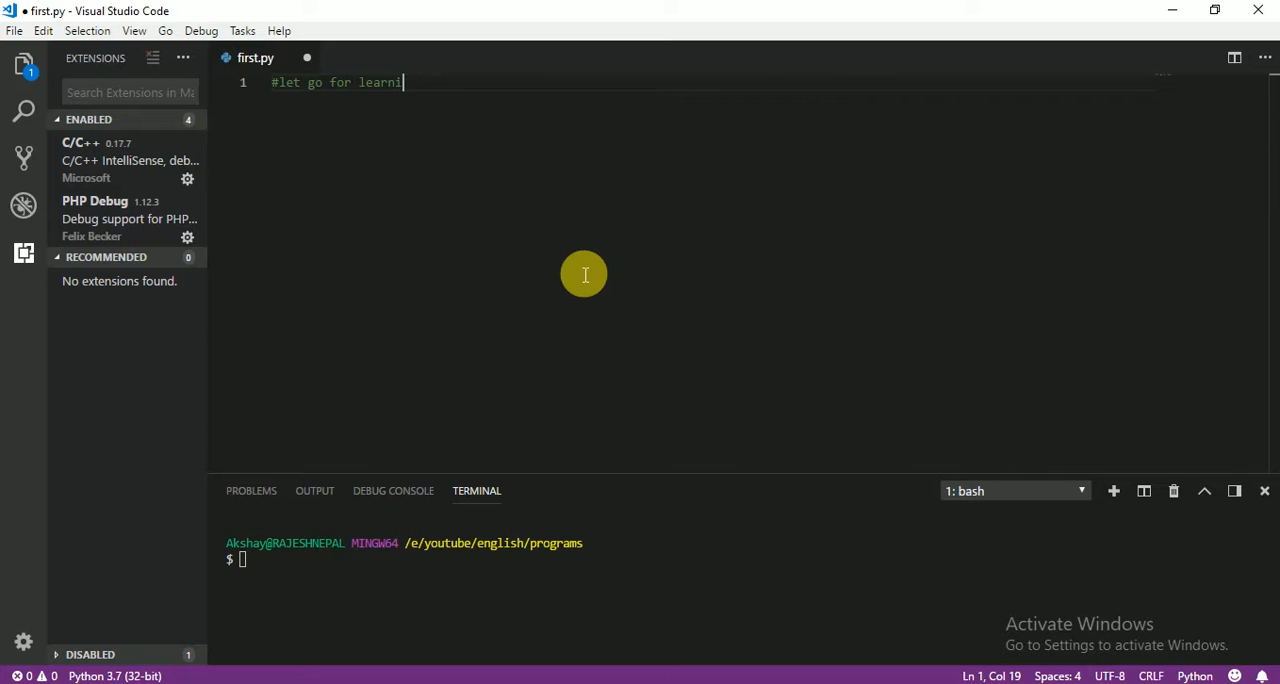 ● first.py - Visual Studio Code
File Edit Selection View Go Debug Tasks Help
1
EXTENSIONS
Search Extensions in Ma
ENABLED 4
C/C++ 0.17.7
C/C++ IntelliSense, deb...
Microsoft
PHP Debug 1.12.3
Debug support for PHP...
Felix Becker
RECOMMENDED 0
No extensions found.
DISABLED 1
first.py
1 #let go for learni
PROBLEMS OUTPUT DEBUG CONSOLE TERMINAL
1: bash
Akshay@RAJESHNEPAL MINGW64 /e/youtube/english/programs
$
Activate Windows
Go to Settings to activate Windows.
0 0 Python 3.7 (32-bit) Ln 1, Col 19 Spaces: 4 UTF-8 CRLF Python